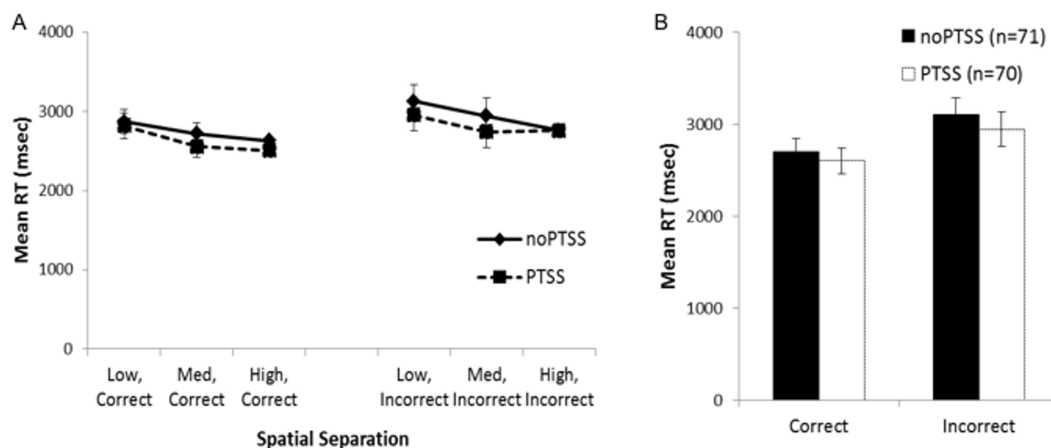 A
Mean RT (msec)
4000
3000
2000
1000
0
noPTSS
PTSS
Low, Med, High, Low, Med, High,
Correct Correct Correct Incorrect Incorrect Incorrect
Spatial Separation
B
Mean RT (msec)
4000
3000
2000
1000
0
noPTSS (n=71)
PTSS (n=70)
Correct Incorrect